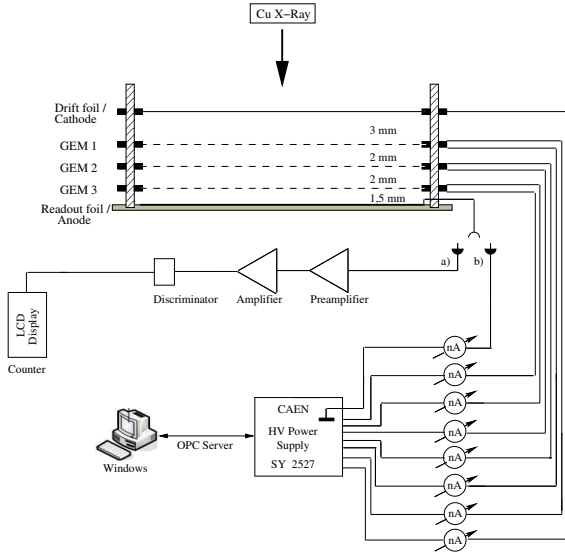 Cu X−Ray
Drift foil /
Cathode
3 mm
GEM 1
2 mm
GEM 2
2 mm
GEM 3
1,5 mm
Readout foil /
Anode
a)
b)
Discriminator
Amplifier
Preamplifier
LCD
Display
Counter
nA
nA
nA
nA
nA
nA
nA
nA
CAEN
HV Power
Supply
SY 2527
OPC Server
Windows